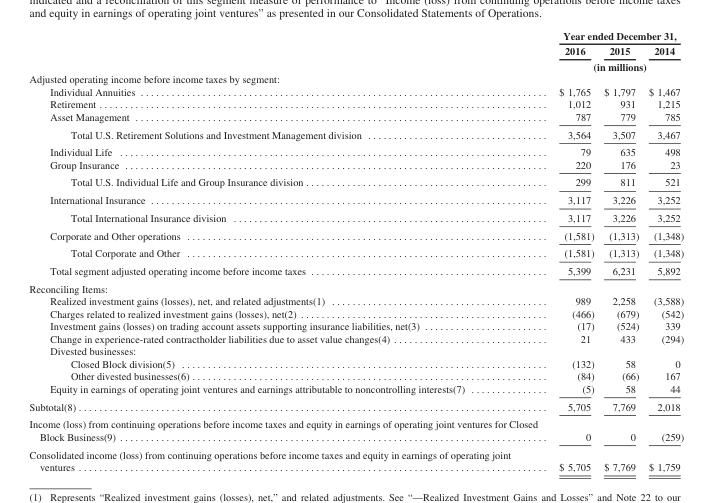 indicated and a reconciliation of this segment measure of performance to "Income (loss) from continuing operations before income taxes
and equity in earnings of operating joint ventures" as presented in our Consolidated Statements of Operations.
Year ended December 31,
2016 2015 2014
(in millions)
Adjusted operating income before income taxes by segment:
Individual Annuities $ 1,765 $ 1,797 $ 1,467
Retirement 1,012 931 1,215
Asset Management 787 779 785
Total U.S. Retirement Solutions and Investment Management division 3,564 3,507 3,467
Individual Life 79 635 498
Group Insurance 220 176 23
Total U.S. Individual Life and Group Insurance division 299 811 521
International Insurance 3,117 3,226 3,252
Total International Insurance division 3,117 3,226 3,252
Corporate and Other operations (1,581) (1,313) (1,348)
Total Corporate and Other (1,581) (1,313) (1,348)
Total segment adjusted operating income before income taxes 5,399 6,231 5,892
Reconciling Items:
Realized investment gains (losses), net, and related adjustments(1) 989 2,258 (3,588)
Charges related to realized investment gains (losses), net(2) (466) (679) (542)
Investment gains (losses) on trading account assets supporting insurance liabilities, net(3) (17) (524) 339
Change in experience-rated contractholder liabilities due to asset value changes(4) 21 433 (294)
Divested businesses:
Closed Block division(5) (132) 58 0
Other divested businesses(6) (84) (66) 167
Equity in earnings of operating joint ventures and earnings attributable to noncontrolling interests(7) (5) 58 44
Subtotal(8) 5,705 7,769 2,018
Income (loss) from continuing operations before income taxes and equity in earnings of operating joint ventures for Closed
Block Business(9) 0 0 (259)
Consolidated income (loss) from continuing operations before income taxes and equity in earnings of operating joint
ventures $ 5,705 $ 7,769 $ 1,759
(1) Represents "Realized investment gains (losses), net," and related adjustments. See "—Realized Investment Gains and Losses" and Note 22 to our